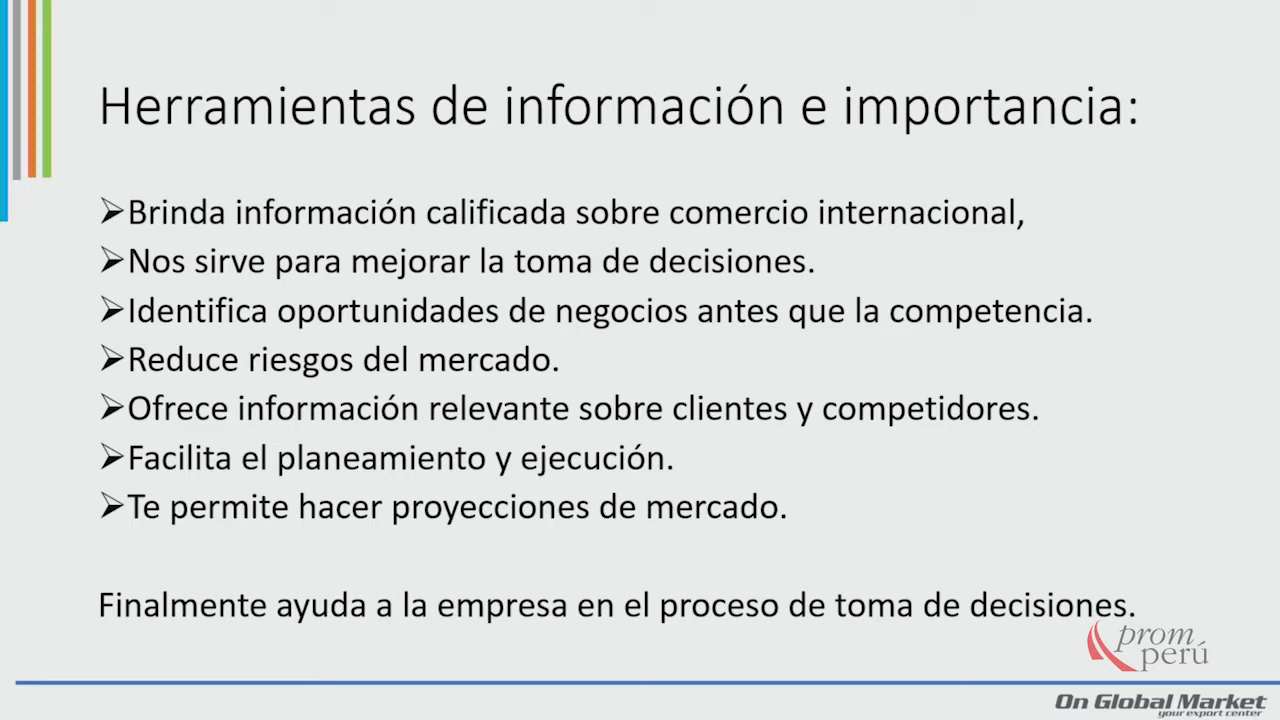 Herramientas de información e importancia:
➢Brinda información calificada sobre comercio internacional,
➢Nos sirve para mejorar la toma de decisiones.
➢Identifica oportunidades de negocios antes que la competencia.
➢Reduce riesgos del mercado.
➢Ofrece información relevante sobre clientes y competidores.
➢Facilita el planeamiento y ejecución.
➢Te permite hacer proyecciones de mercado.
Finalmente ayuda a la empresa en el proceso de toma de decisiones.
prom
perú
On Global Market
your export center